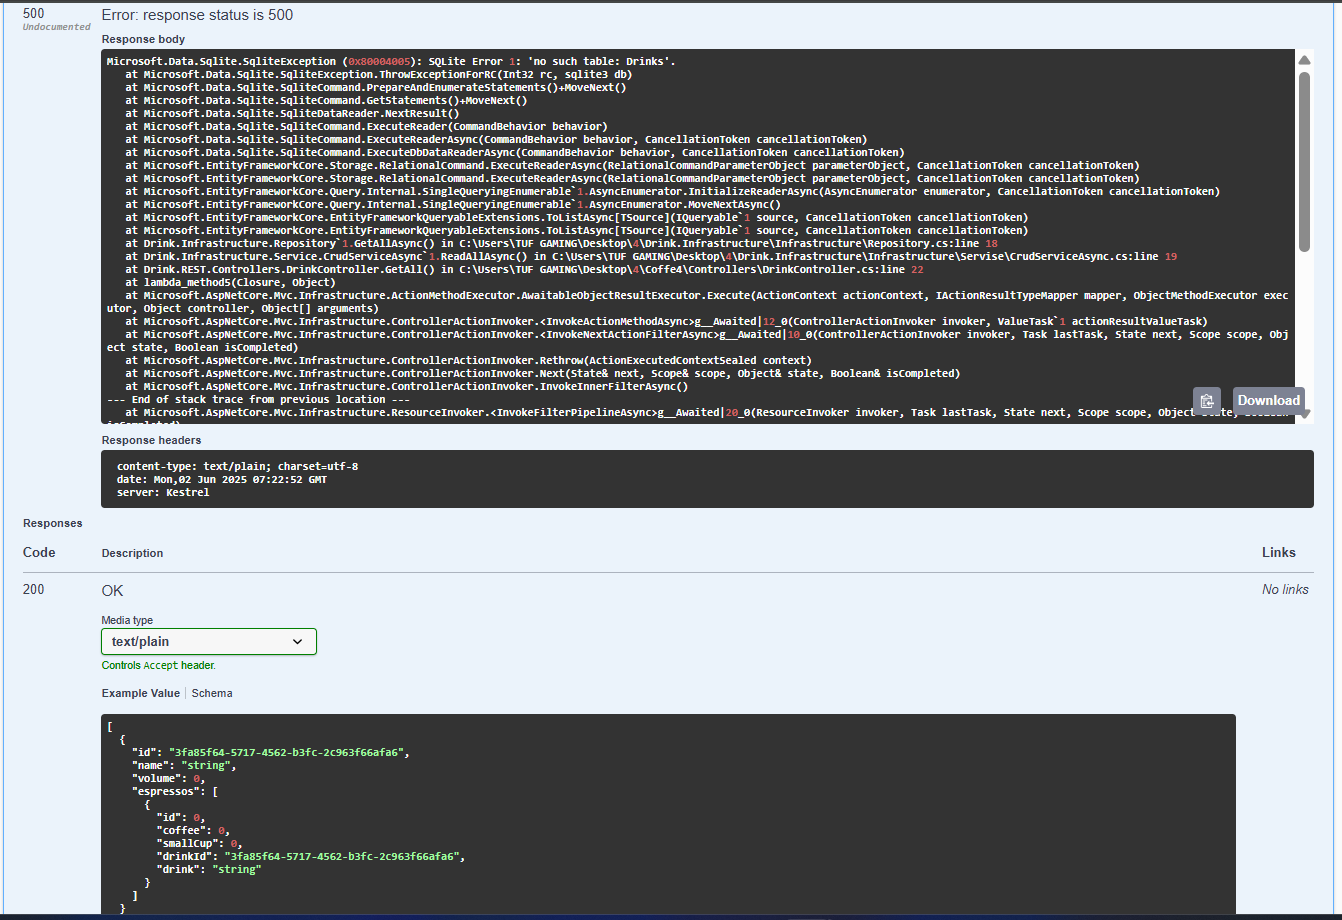 500
Undocumented
Error: response status is 500
Response body
Microsoft.Data.Sqlite.SqliteException (0x80004005): SQLite Error 1: 'no such table: Drinks'.
   at Microsoft.Data.Sqlite.SqliteException.ThrowExceptionForRC(Int32 rc, sqlite3 db)
   at Microsoft.Data.Sqlite.SqliteCommand.PrepareAndEnumerateStatements()+MoveNext()
   at Microsoft.Data.Sqlite.SqliteCommand.GetStatements()+MoveNext()
   at Microsoft.Data.Sqlite.SqliteDataReader.NextResult()
   at Microsoft.Data.Sqlite.SqliteCommand.ExecuteReader(CommandBehavior behavior)
   at Microsoft.Data.Sqlite.SqliteCommand.ExecuteReaderAsync(CommandBehavior behavior, CancellationToken cancellationToken)
   at Microsoft.Data.Sqlite.SqliteCommand.ExecuteDbDataReaderAsync(CommandBehavior behavior, CancellationToken cancellationToken)
   at Microsoft.EntityFrameworkCore.Storage.RelationalCommand.ExecuteReaderAsync(RelationalCommandParameterObject parameterObject, CancellationToken cancellationToken)
   at Microsoft.EntityFrameworkCore.Storage.RelationalCommand.ExecuteReaderAsync(RelationalCommandParameterObject parameterObject, CancellationToken cancellationToken)
   at Microsoft.EntityFrameworkCore.Query.Internal.SingleQueryingEnumerable`1.AsyncEnumerator.InitializeReaderAsync(AsyncEnumerator enumerator, CancellationToken cancellationToken)
   at Microsoft.EntityFrameworkCore.Query.Internal.SingleQueryingEnumerable`1.AsyncEnumerator.MoveNextAsync()
   at Microsoft.EntityFrameworkCore.EntityFrameworkQueryableExtensions.ToListAsync[TSource](IQueryable`1 source, CancellationToken cancellationToken)
   at Microsoft.EntityFrameworkCore.EntityFrameworkQueryableExtensions.ToListAsync[TSource](IQueryable`1 source, CancellationToken cancellationToken)
   at Drink.Infrastructure.Repository`1.GetAllAsync() in C:\Users\TUF GAMING\Desktop\4\Drink.Infrastructure\Infrastructure\Repository.cs:line 18
   at Drink.Infrastructure.Service.CrudServiceAsync`1.ReadAllAsync() in C:\Users\TUF GAMING\Desktop\4\Drink.Infrastructure\Infrastructure\Servise\CrudServiceAsync.cs:line 19
   at Drink.REST.Controllers.DrinkController.GetAll() in C:\Users\TUF GAMING\Desktop\4\Coffe4\Controllers\DrinkController.cs:line 22
   at lambda_method5(Closure, Object)
   at Microsoft.AspNetCore.Mvc.Infrastructure.ActionMethodExecutor.AwaitableObjectResultExecutor.Execute(ActionContext actionContext, IActionResultTypeMapper mapper, ObjectMethodExecutor exec
utor, Object controller, Object[] arguments)
   at Microsoft.AspNetCore.Mvc.Infrastructure.ControllerActionInvoker.<InvokeActionMethodAsync>g__Awaited|12_0(ControllerActionInvoker invoker, ValueTask`1 actionResultValueTask)
   at Microsoft.AspNetCore.Mvc.Infrastructure.ControllerActionInvoker.<InvokeNextActionFilterAsync>g__Awaited|10_0(ControllerActionInvoker invoker, Task lastTask, State next, Scope scope, Obj
ect state, Boolean isCompleted)
   at Microsoft.AspNetCore.Mvc.Infrastructure.ControllerActionInvoker.Rethrow(ActionExecutedContextSealed context)
   at Microsoft.AspNetCore.Mvc.Infrastructure.ControllerActionInvoker.Next(State& next, Scope& scope, Object& state, Boolean& isCompleted)
   at Microsoft.AspNetCore.Mvc.Infrastructure.ControllerActionInvoker.InvokeInnerFilterAsync()
--- End of stack trace from previous location ---
   at Microsoft.AspNetCore.Mvc.Infrastructure.ResourceInvoker.<InvokeFilterPipelineAsync>g__Awaited|20_0(ResourceInvoker invoker, Task lastTask, State next, Scope scope, Object state, Boolean
isCompleted)
Download
Response headers
content-type: text/plain; charset=utf-8
date: Mon,02 Jun 2025 07:22:52 GMT
server: Kestrel
Responses
Code Description Links
200 OK No links
Media type
text/plain
Controls Accept header.
Example Value Schema
[
  {
    "id": "3fa85f64-5717-4562-b3fc-2c963f66afa6",
    "name": "string",
    "volume": 0,
    "espressos": [
      {
        "id": 0,
        "coffee": 0,
        "smallCup": 0,
        "drinkId": "3fa85f64-5717-4562-b3fc-2c963f66afa6",
        "drink": "string"
      }
    ]
  }